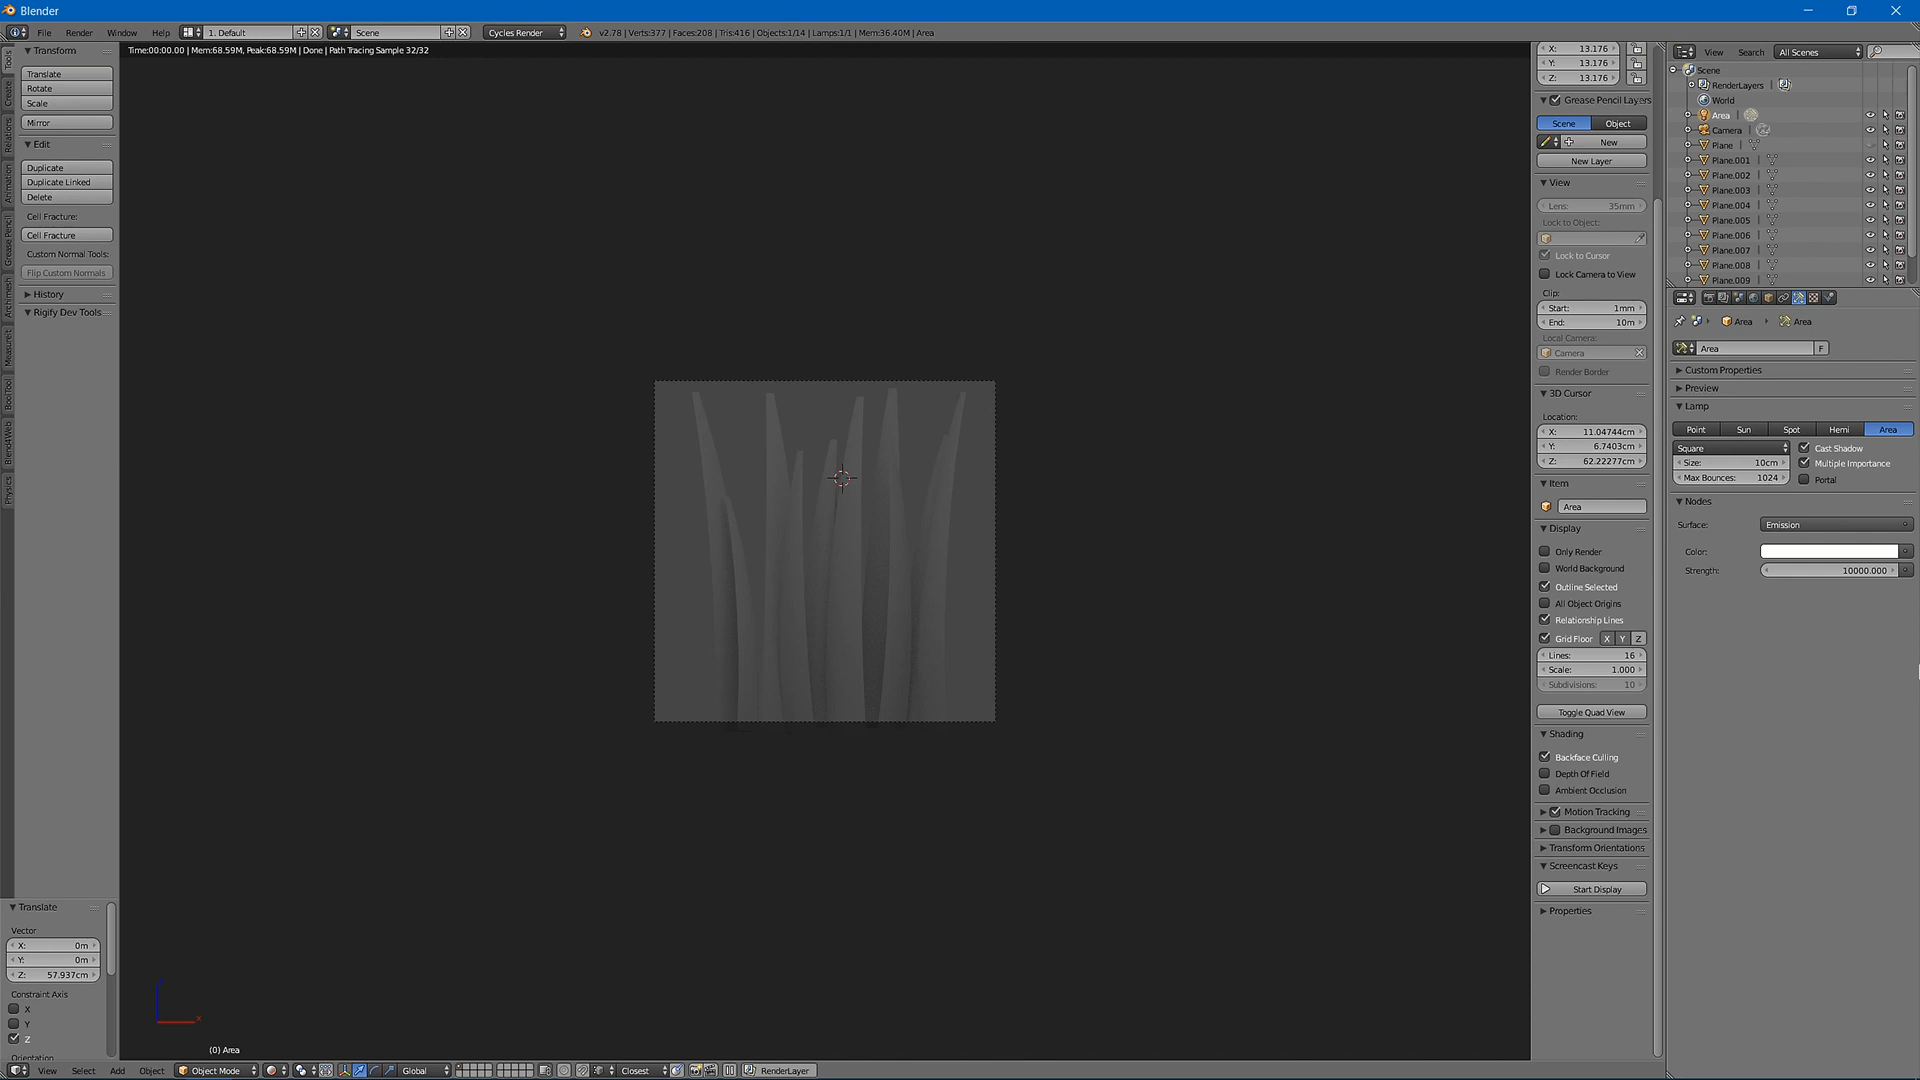 Blender
File Render Window Help 1. Default Scene Cycles Render v2.78 | Verts:377 | Faces:208 | Tris:416 | Objects:1/14 | Lamps:1/1 | Mem:36.40M | Area
Time:00:00.00 | Mem:68.59M, Peak:68.59M | Done | Path Tracing Sample 32/32
Tools
Create
Relations
Animation
Grease Pencil
Archimesh
Measureit
BoolTool
Blend4Web
Physics
Transform
Translate
Rotate
Scale
Mirror
Edit
Duplicate
Duplicate Linked
Delete
Cell Fracture:
Cell Fracture
Custom Normal Tools:
Flip Custom Normals
History
Rigify Dev Tools
Translate
Vector
X: 0m
Y: 0m
Z: 57.937cm
Constraint Axis
X
Y
Z
Orientation
x
(0) Area
View Select Add Object Object Mode Global Closest RenderLayer
X: 13.176
Y: 13.176
Z: 13.176
Grease Pencil Layers
Scene Object
New
New Layer
View
Lens: 35mm
Lock to Object:
Lock to Cursor
Lock Camera to View
Clip:
Start: 1mm
End: 10m
Local Camera:
Camera
Render Border
3D Cursor
Location:
X: 11.04744cm
Y: 6.7403cm
Z: 62.22277cm
Item
Area
Display
Only Render
World Background
Outline Selected
All Object Origins
Relationship Lines
Grid Floor X Y Z
Lines: 16
Scale: 1.000
Subdivisions: 10
Toggle Quad View
Shading
Backface Culling
Depth Of Field
Ambient Occlusion
Motion Tracking
Background Images
Transform Orientations
Screencast Keys
Start Display
Properties
View Search All Scenes
Scene
RenderLayers |
World
Area |
Camera |
Plane |
Plane.001 |
Plane.002 |
Plane.003 |
Plane.004 |
Plane.005 |
Plane.006 |
Plane.007 |
Plane.008 |
Plane.009 |
Area Area
Area F
Custom Properties
Preview
Lamp
Point Sun Spot Hemi Area
Square Cast Shadow
Size: 10cm Multiple Importance
Max Bounces: 1024 Portal
Nodes
Surface: Emission
Color:
Strength: 10000.000